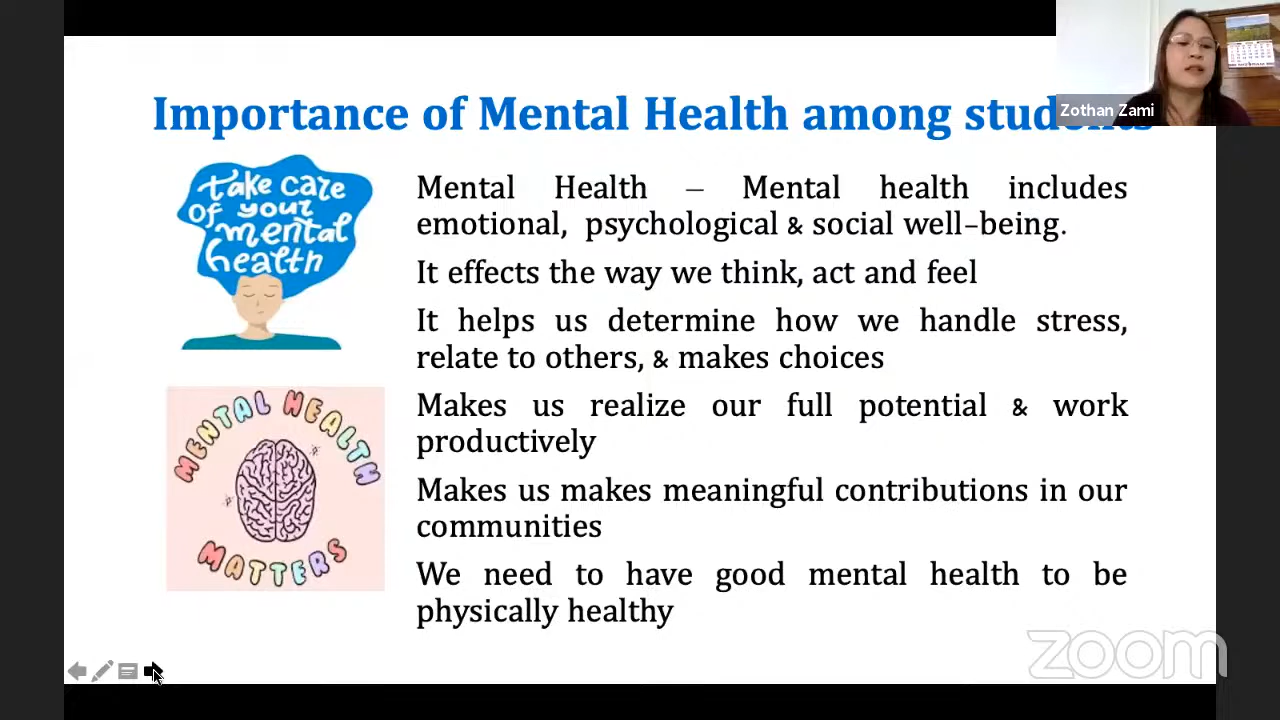 Importance of Mental Health among students
Zothan Zami
take care
of your
mental
health
Mental Health – Mental health includes
emotional, psychological & social well–being.
It effects the way we think, act and feel
It helps us determine how we handle stress,
relate to others, & makes choices
MENTAL HEALTH
MATTERS
Makes us realize our full potential & work
productively
Makes us makes meaningful contributions in our
communities
We need to have good mental health to be
physically healthy
zoom